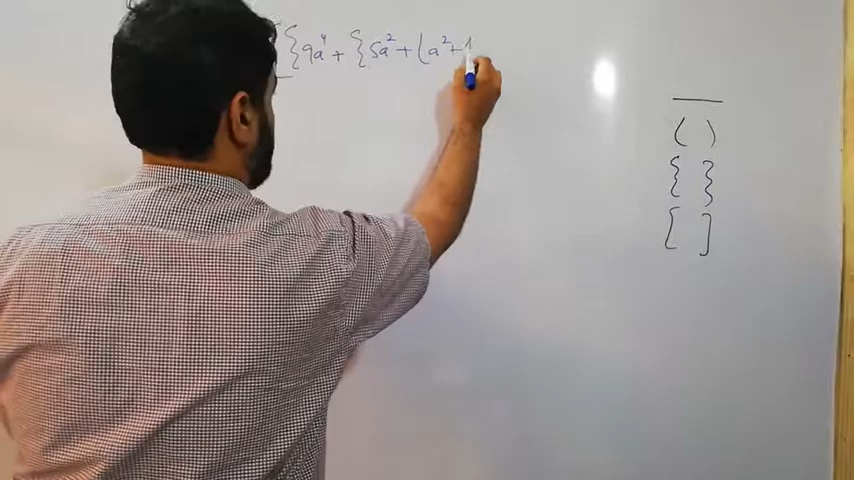 [ { 9a⁴ + { 5a² + ( a² + 1
‾‾‾‾
( )
{ }
[ ]